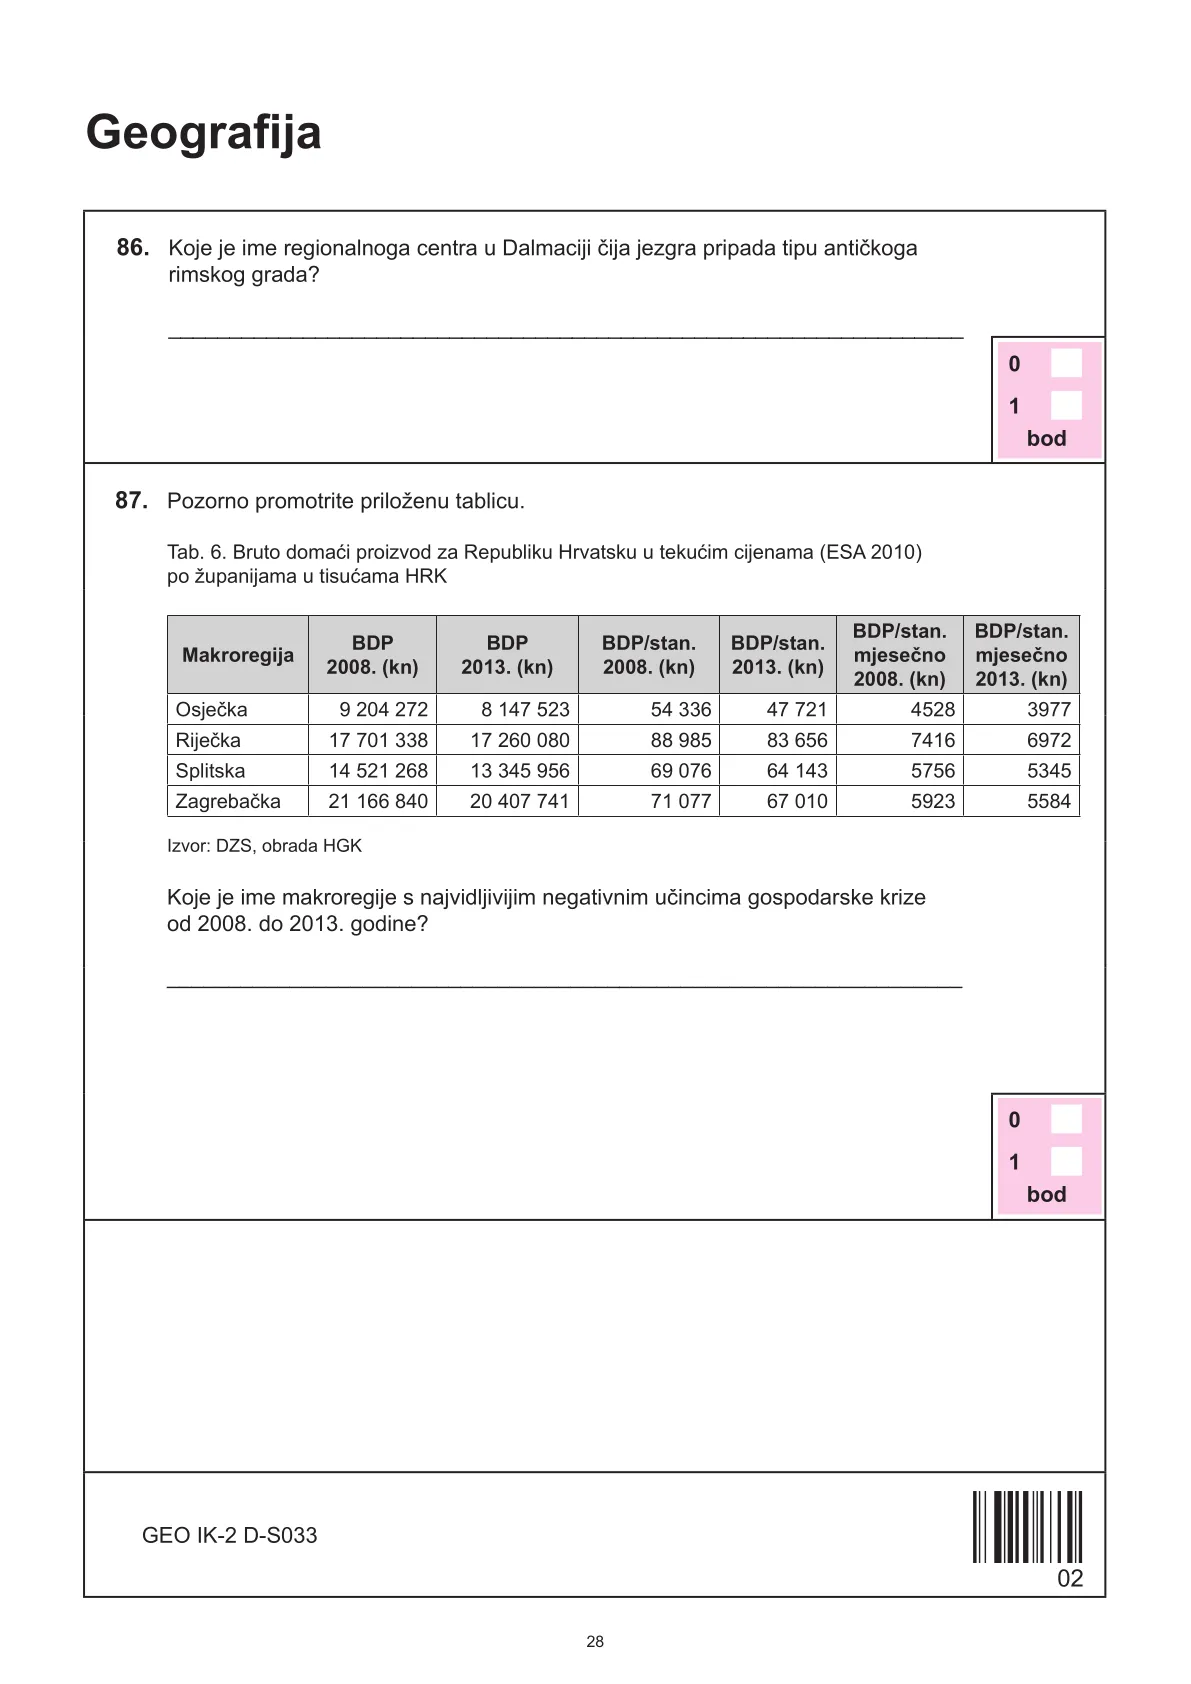 Geografija
86. Koje je ime regionalnoga centra u Dalmaciji čija jezgra pripada tipu antičkoga
rimskog grada?
0
1
bod
87. Pozorno promotrite priloženu tablicu.
Tab. 6. Bruto domaći proizvod za Republiku Hrvatsku u tekućim cijenama (ESA 2010)
po županijama u tisućama HRK
Makroregija BDP 2008. (kn) BDP 2013. (kn) BDP/stan. 2008. (kn) BDP/stan. 2013. (kn) BDP/stan. mjesečno 2008. (kn) BDP/stan. mjesečno 2013. (kn)
Osječka 9 204 272 8 147 523 54 336 47 721 4528 3977
Riječka 17 701 338 17 260 080 88 985 83 656 7416 6972
Splitska 14 521 268 13 345 956 69 076 64 143 5756 5345
Zagrebačka 21 166 840 20 407 741 71 077 67 010 5923 5584
Izvor: DZS, obrada HGK
Koje je ime makroregije s najvidljivijim negativnim učincima gospodarske krize
od 2008. do 2013. godine?
0
1
bod
GEO IK-2 D-S033
02
28